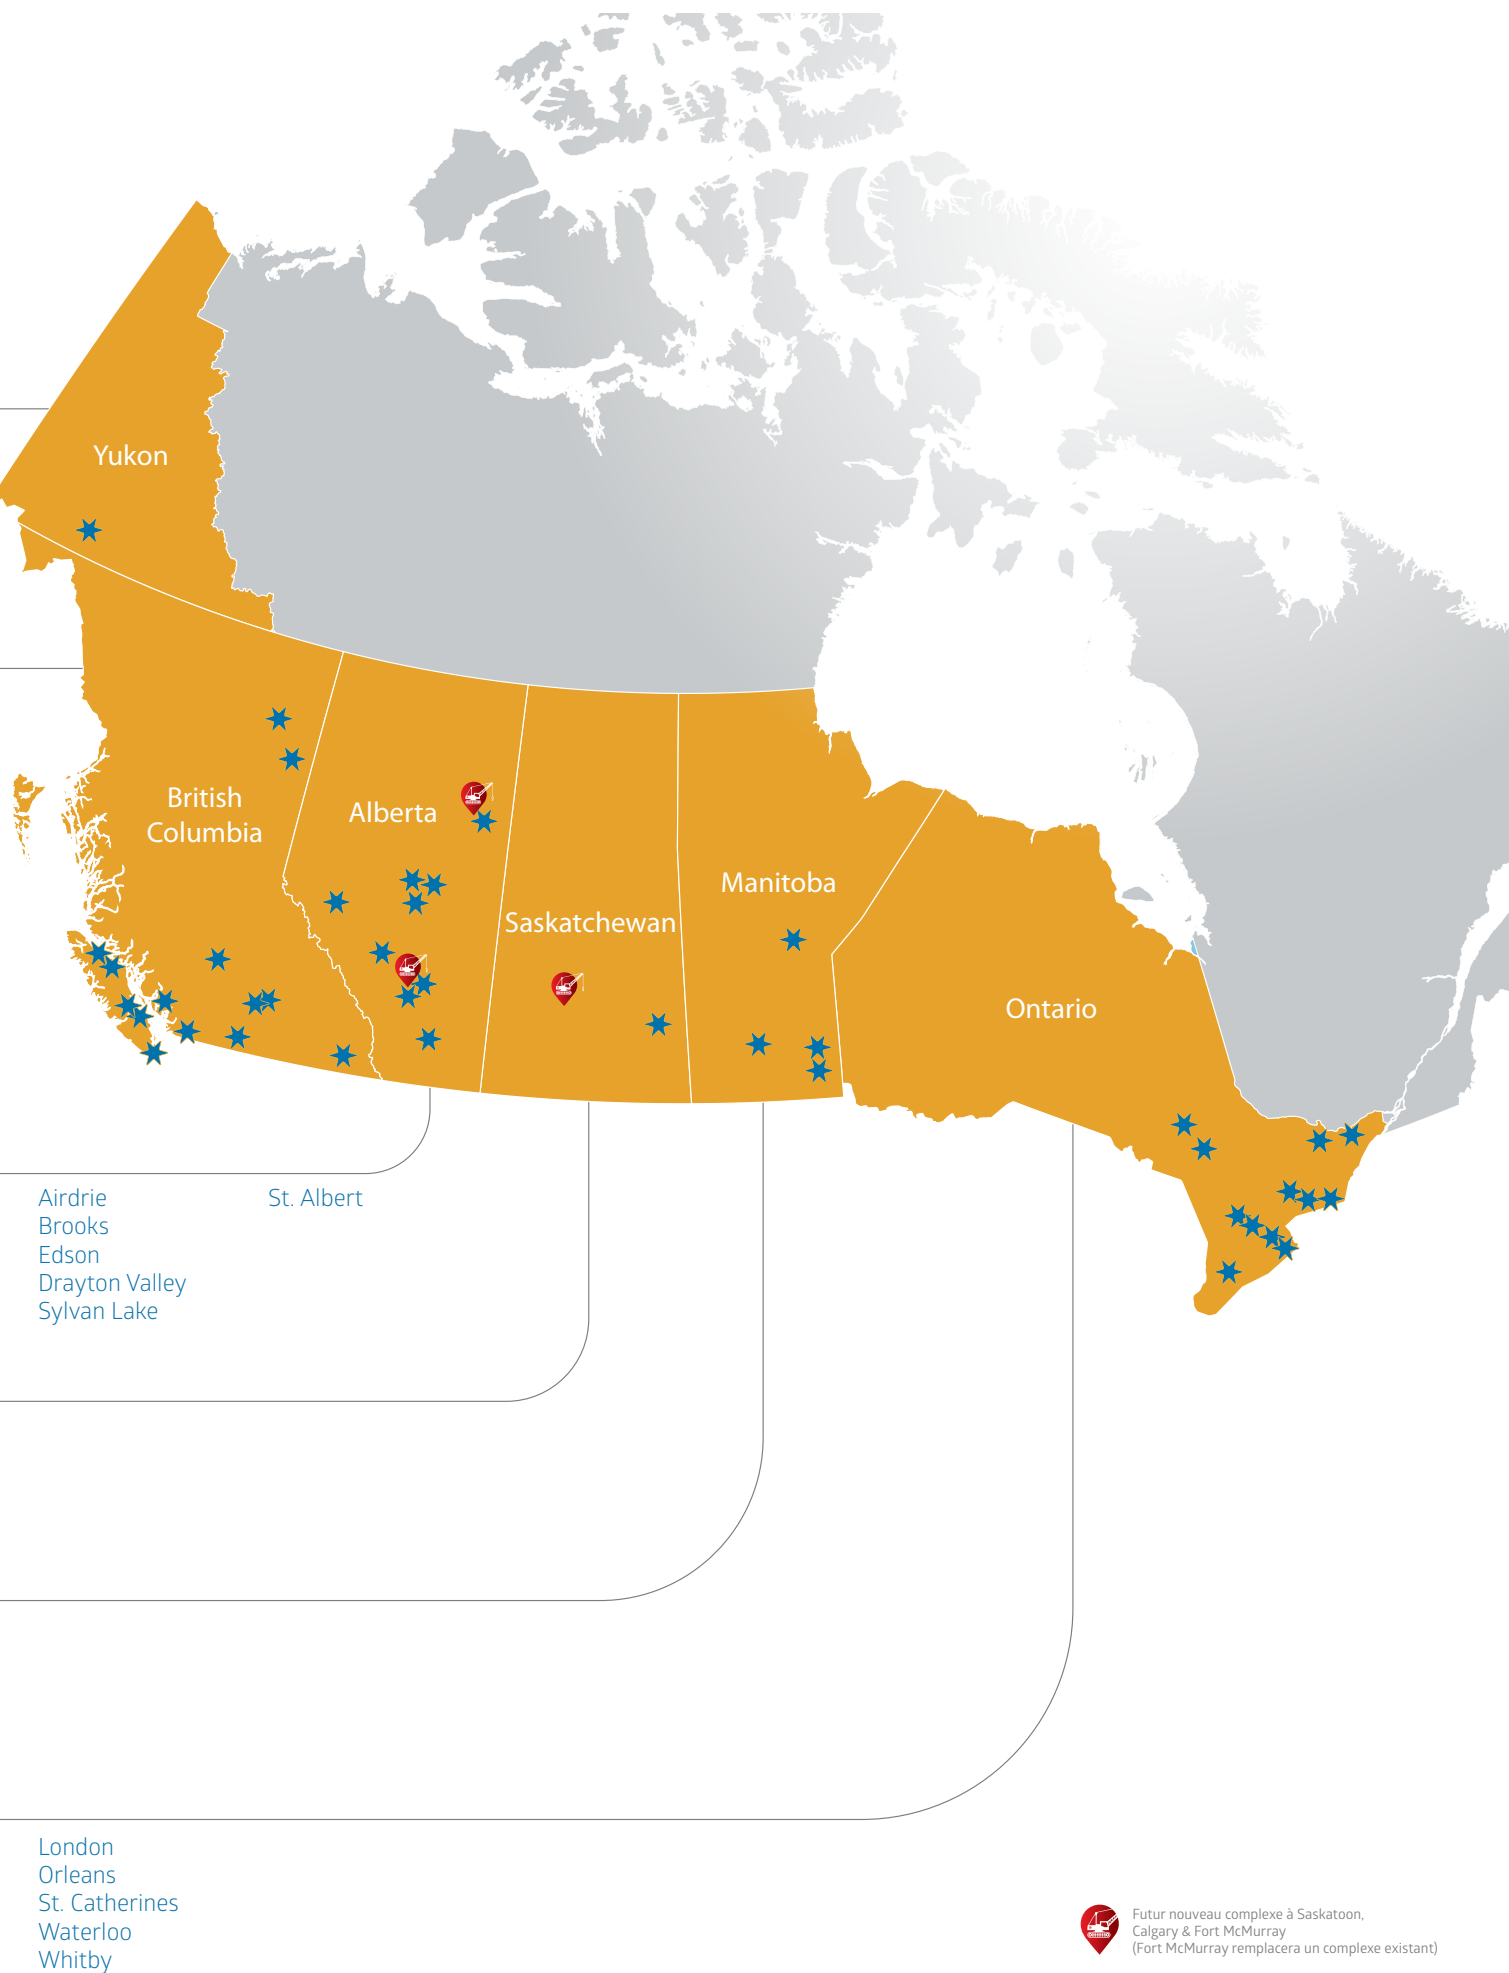 Yukon
British
Columbia
Alberta
Saskatchewan
Manitoba
Ontario
Airdrie
Brooks
Edson
Drayton Valley
Sylvan Lake
St. Albert
London
Orleans
St. Catherines
Waterloo
Whitby
Futur nouveau complexe à Saskatoon,
Calgary & Fort McMurray
(Fort McMurray remplacera un complexe existant)